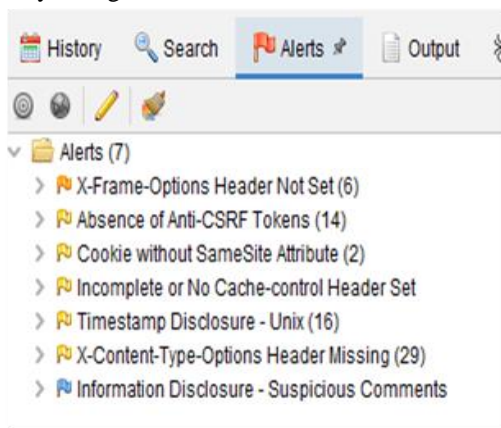 History Search Alerts Output
Alerts (7)
X-Frame-Options Header Not Set (6)
Absence of Anti-CSRF Tokens (14)
Cookie without SameSite Attribute (2)
Incomplete or No Cache-control Header Set
Timestamp Disclosure - Unix (16)
X-Content-Type-Options Header Missing (29)
Information Disclosure - Suspicious Comments